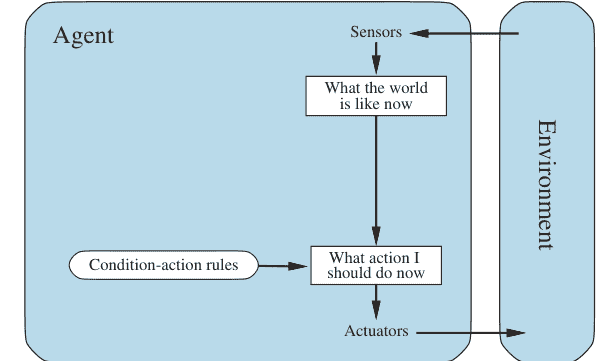 Agent
Sensors
What the world
is like now
Environment
Condition-action rules
What action I
should do now
Actuators